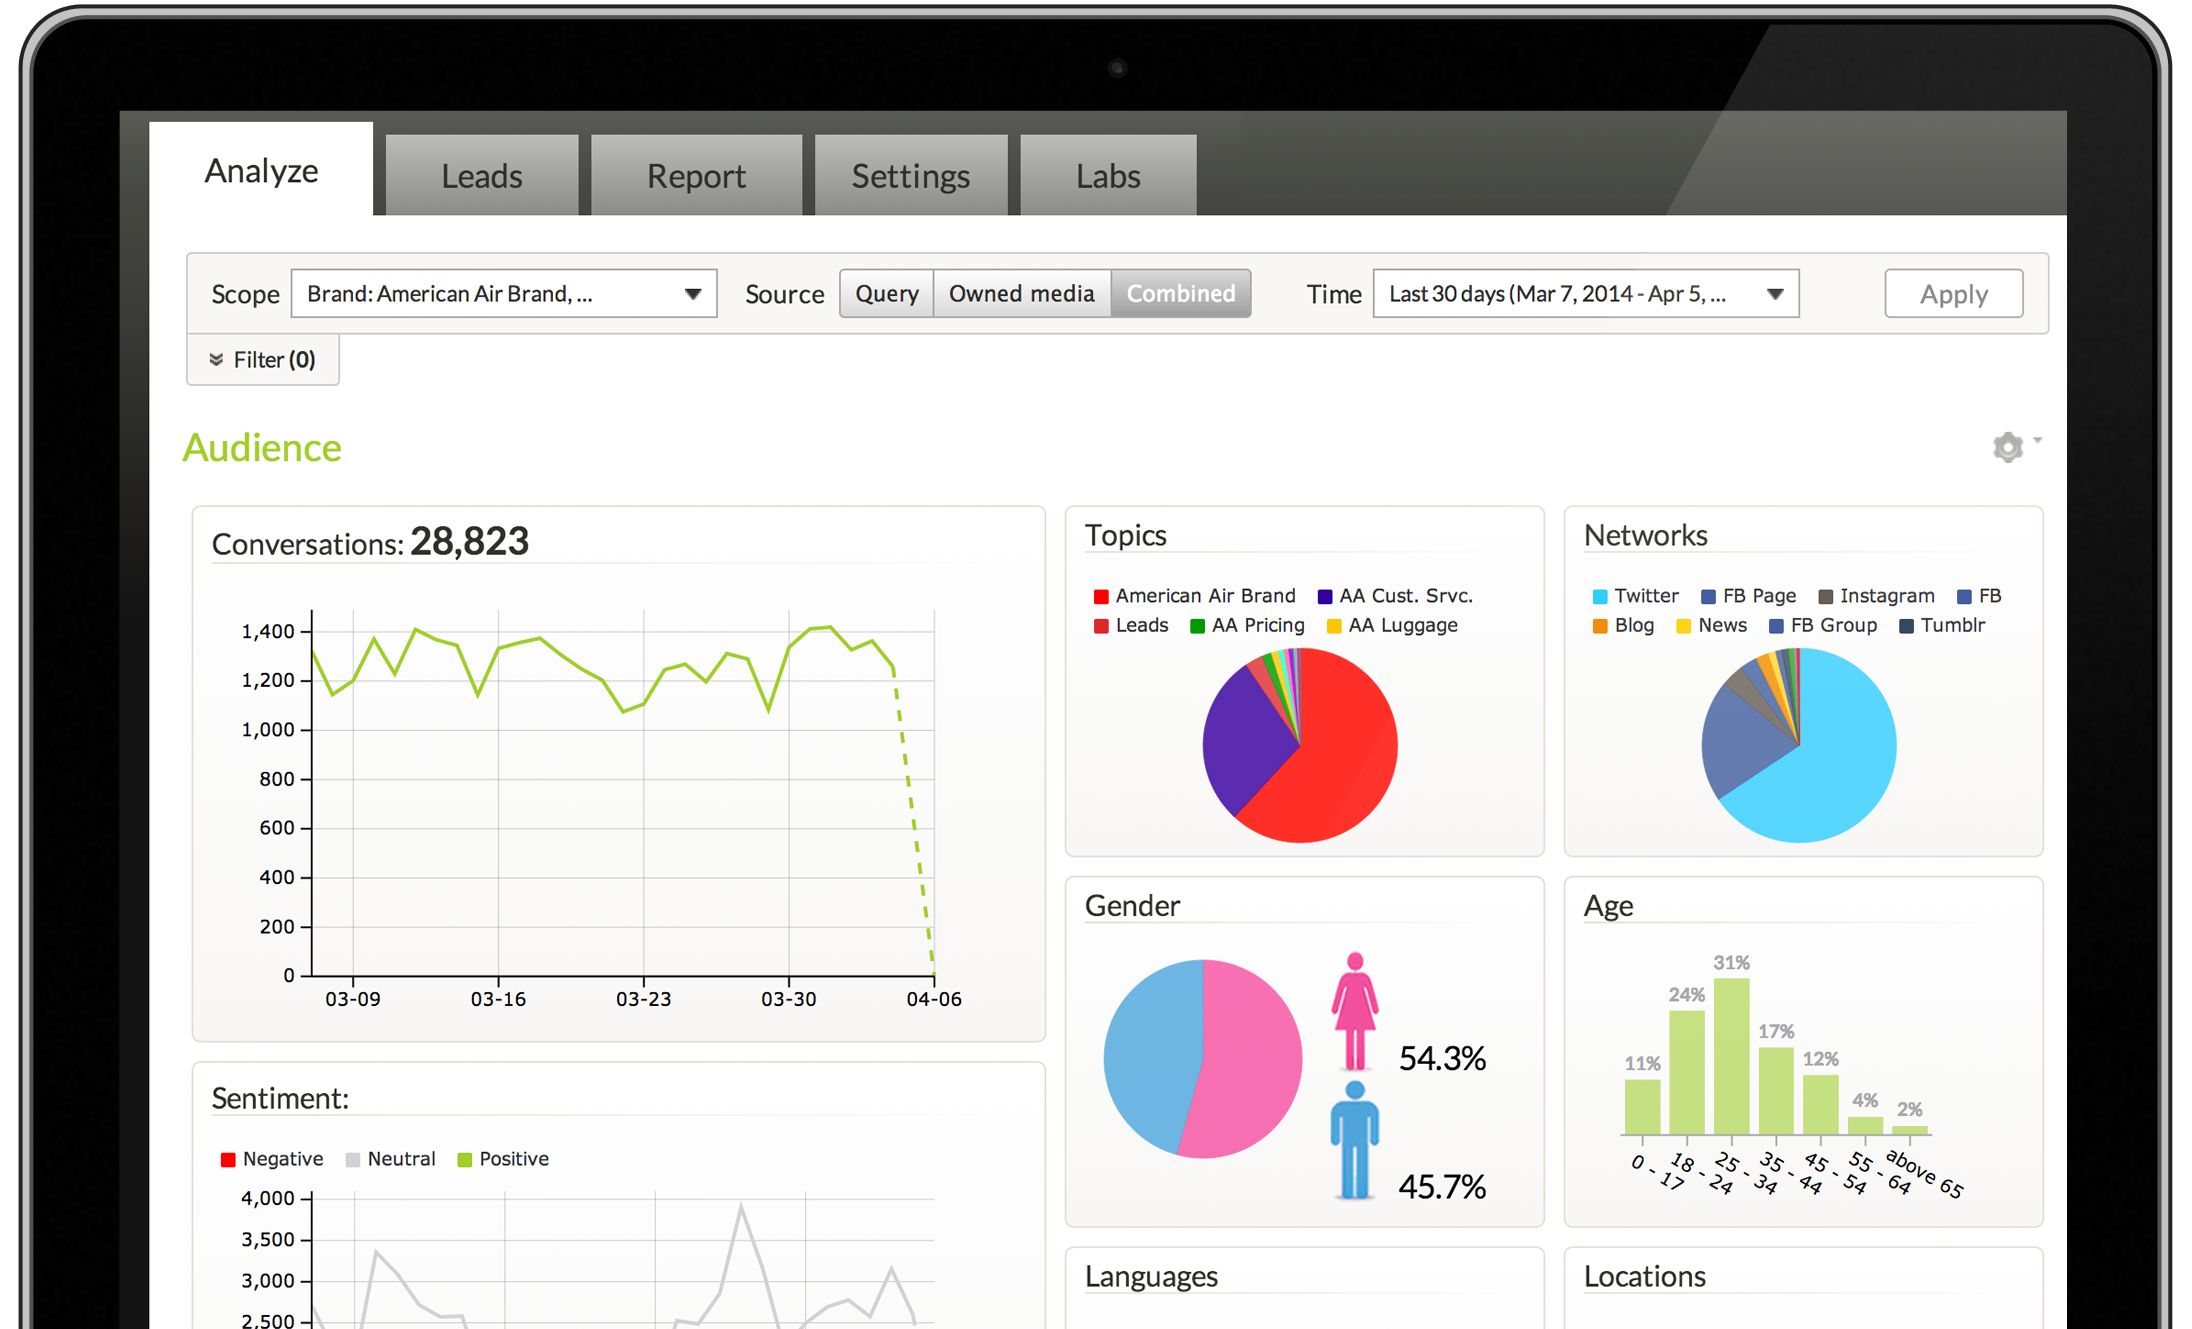 Analyze
Leads
Report
Settings
Labs
Scope
Brand: American Air Brand, ...
Source
Query
Owned media
Combined
Time
Last 30 days (Mar 7, 2014 - Apr 5, ...
Apply
Filter (0)
Audience
Conversations: 28,823
1,400
1,200
1,000
800
600
400
200
0
03-09 03-16 03-23 03-30 04-06
Topics
American Air Brand AA Cust. Srvc.
Leads AA Pricing AA Luggage
Networks
Twitter FB Page Instagram FB
Blog News FB Group Tumblr
Gender
54.3%
45.7%
Age
11% 24% 31% 17% 12% 4% 2%
0 - 17 18 - 24 25 - 34 35 - 44 45 - 54 55 - 64 above 65
Sentiment:
Negative Neutral Positive
4,000
3,500
3,000
2,500
Languages
Locations